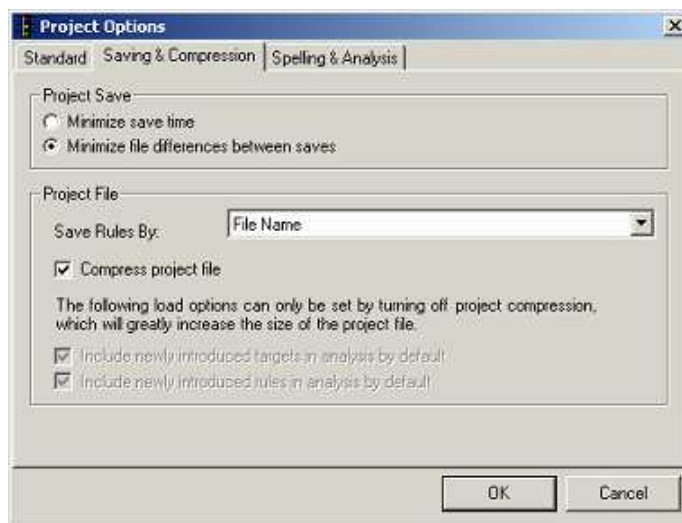 Project Options
Standard Saving & Compression Spelling & Analysis
Project Save
Minimize save time
Minimize file differences between saves
Project File
Save Rules By: File Name
Compress project file
The following load options can only be set by turning off project compression,
which will greatly increase the size of the project file.
Include newly introduced targets in analysis by default
Include newly introduced rules in analysis by default
OK Cancel